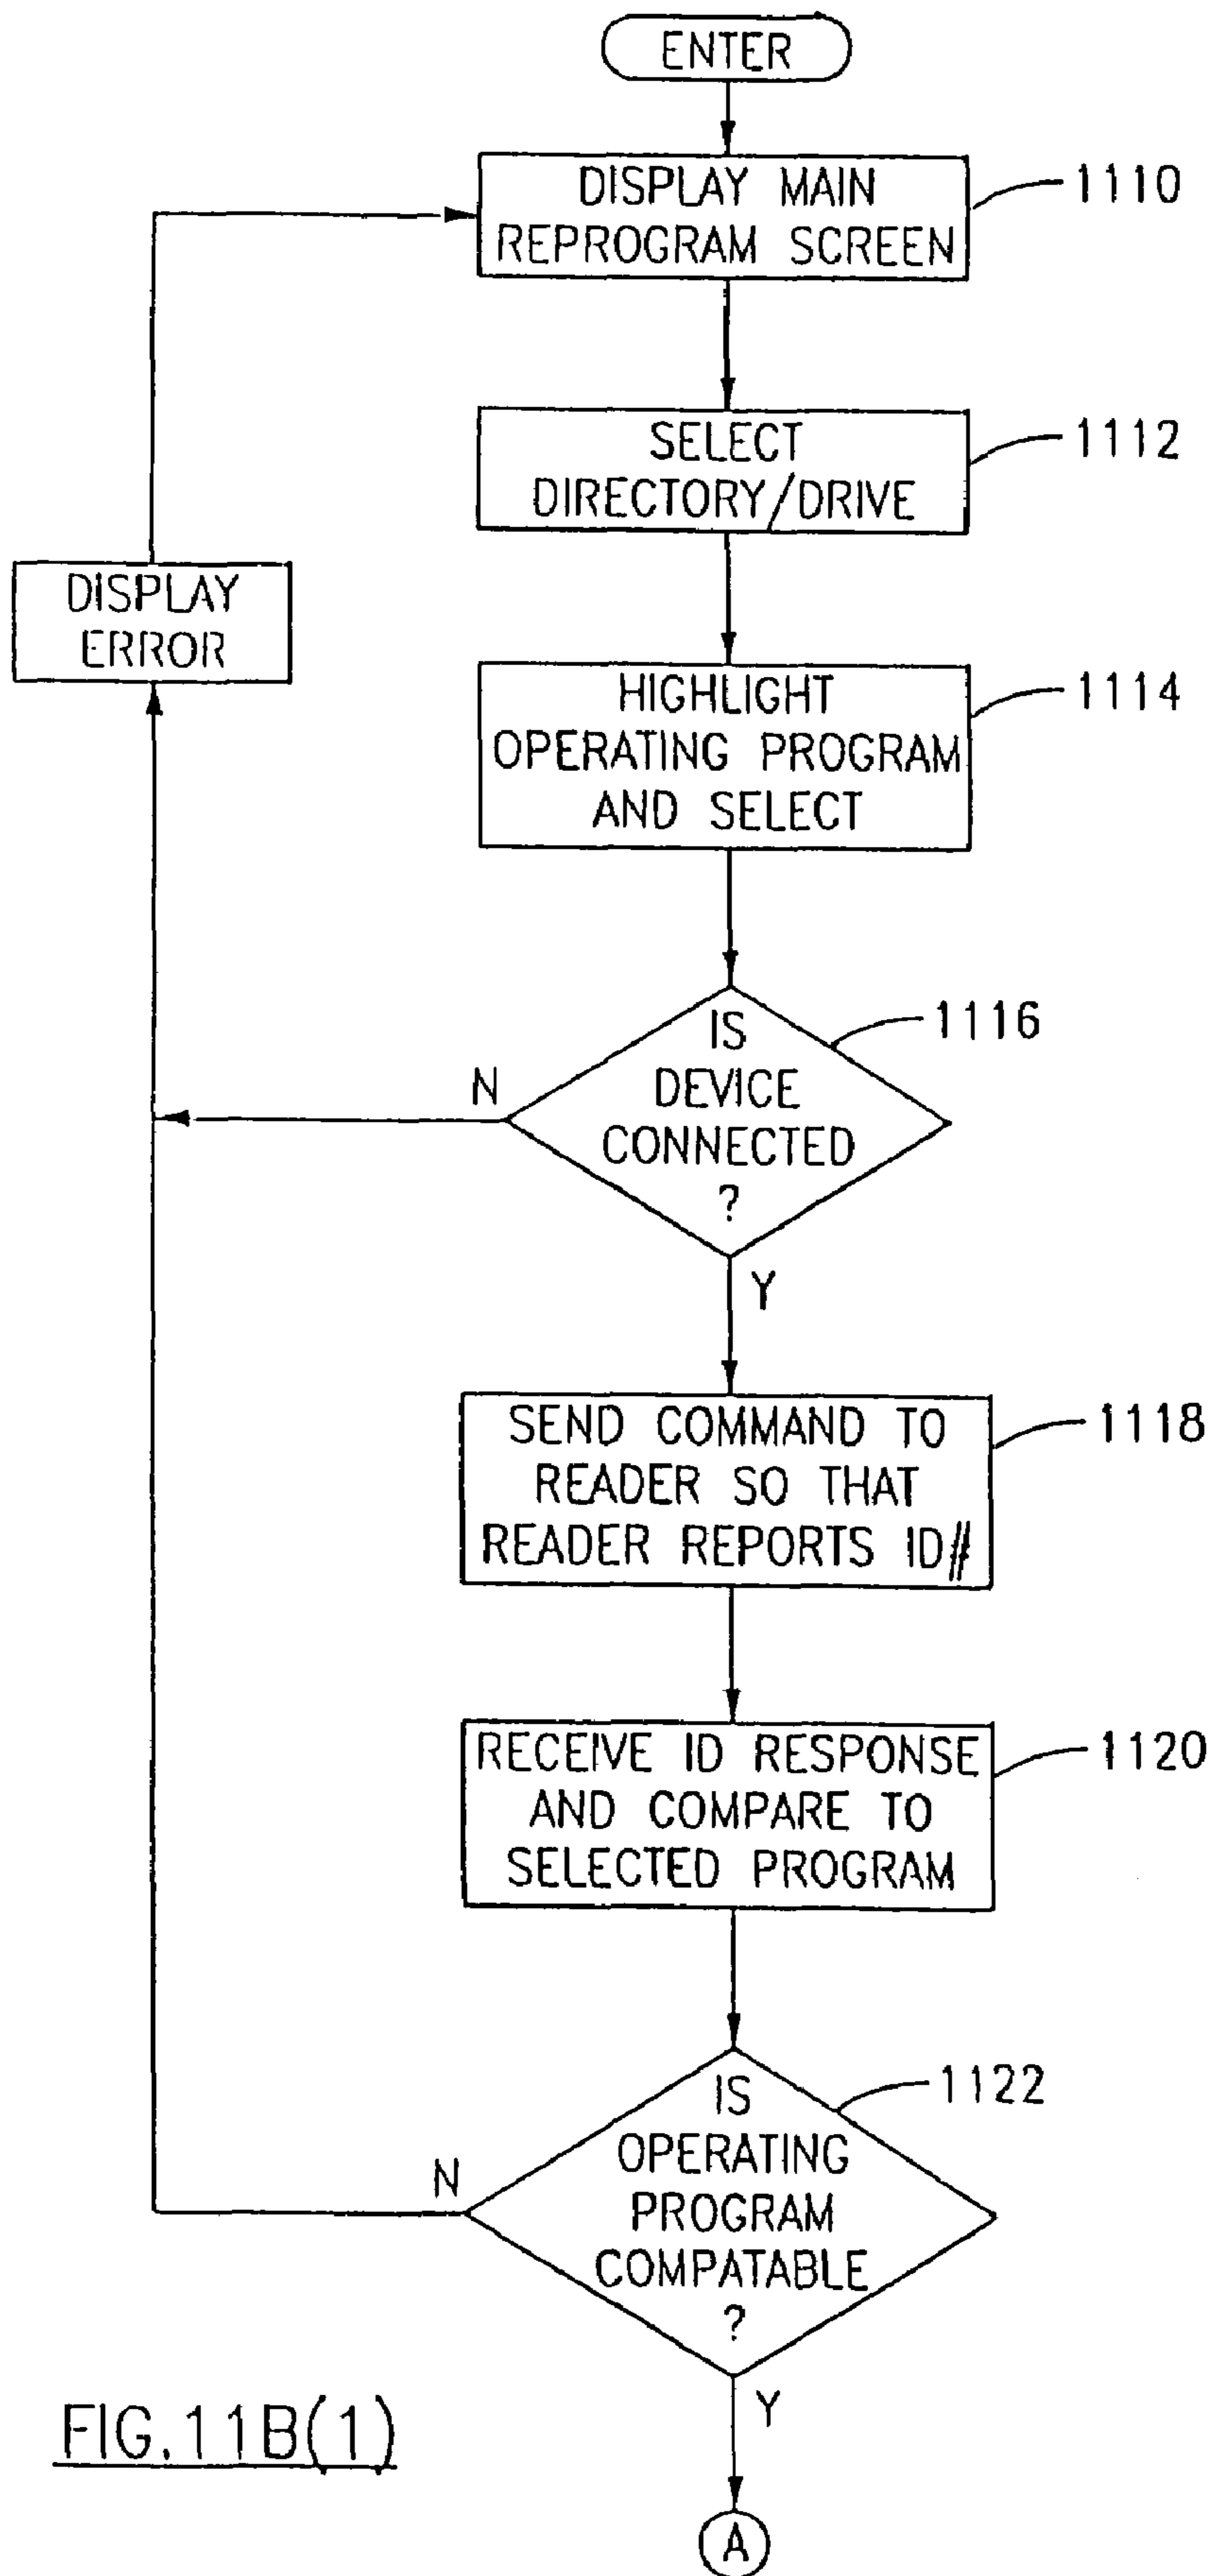 ENTER
DISPLAY MAIN
REPROGRAM SCREEN
1110
SELECT
DIRECTORY/DRIVE
1112
DISPLAY
ERROR
HIGHLIGHT
OPERATING PROGRAM
AND SELECT
1114
IS
DEVICE
CONNECTED
?
1116
N
Y
SEND COMMAND TO
READER SO THAT
READER REPORTS ID#
1118
RECEIVE ID RESPONSE
AND COMPARE TO
SELECTED PROGRAM
1120
IS
OPERATING
PROGRAM
COMPATABLE
?
1122
N
Y
FIG.11B(1)
A